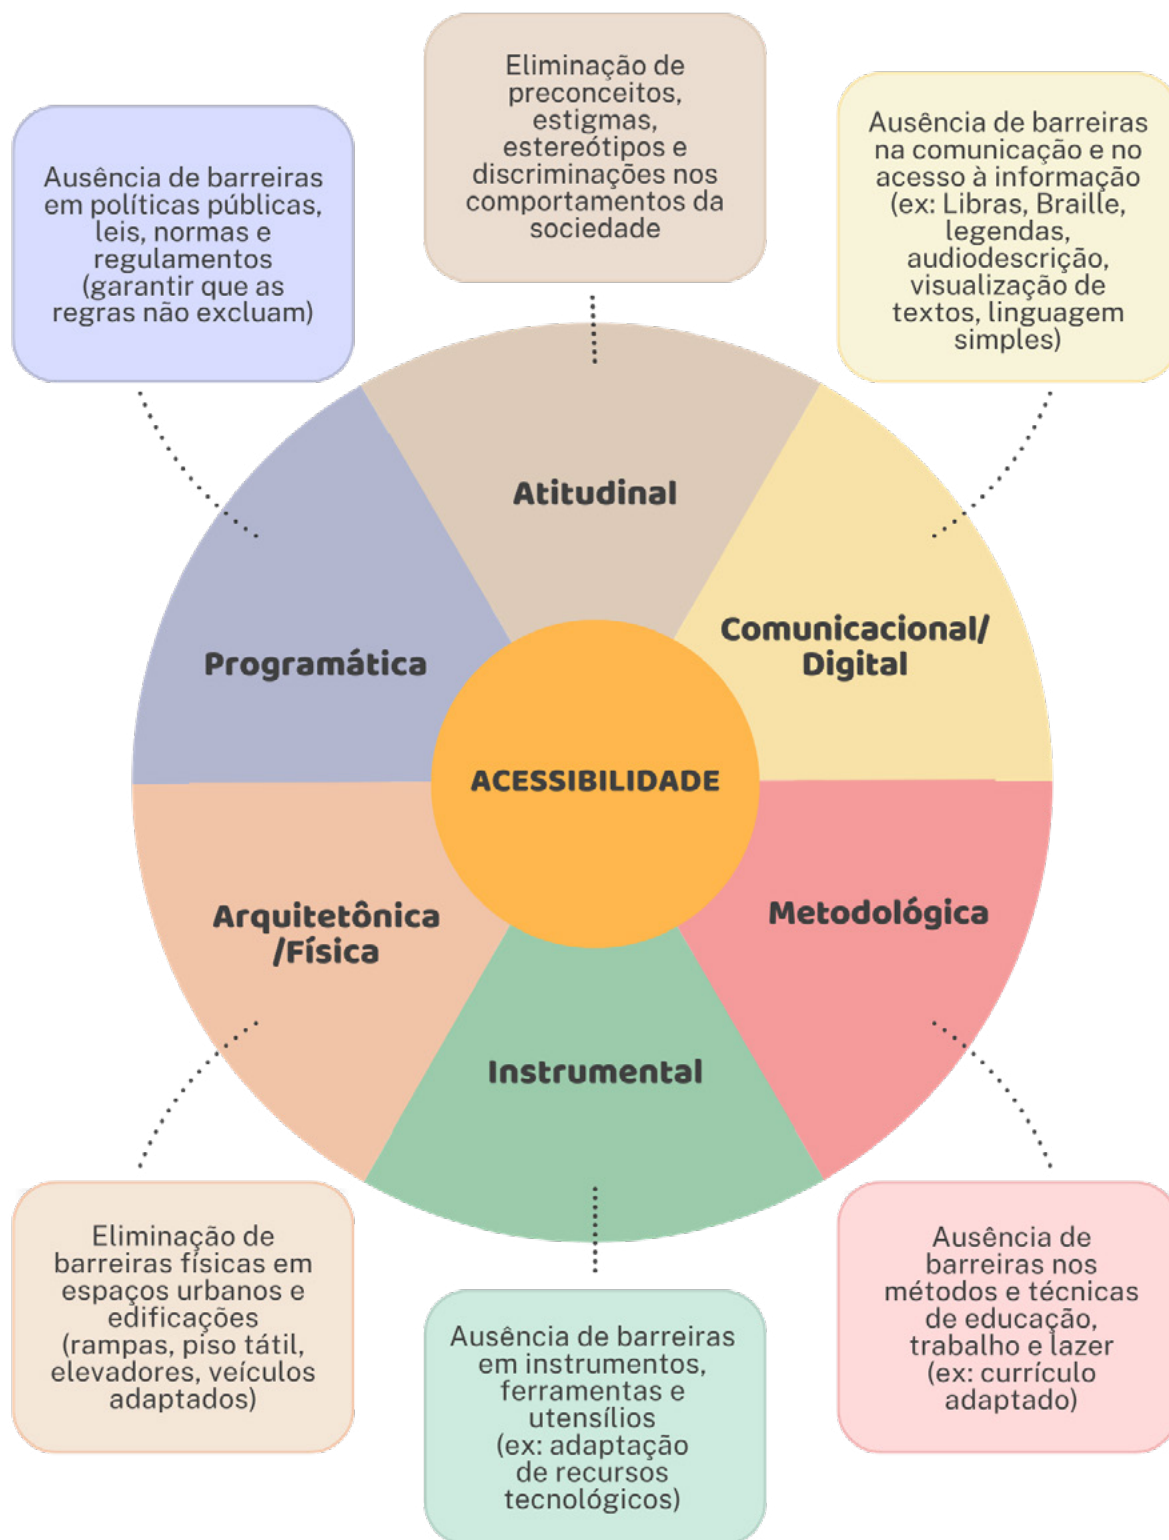 Eliminação de
preconceitos,
estigmas,
estereótipos e
discriminações nos
comportamentos da
sociedade
Ausência de barreiras
na comunicação e no
acesso à informação
(ex: Libras, Braille,
legendas,
audiodescrição,
visualização de
textos, linguagem
simples)
Ausência de barreiras
em políticas públicas,
leis, normas e
regulamentos
(garantir que as
regras não excluam)
Atitudinal
Comunicacional/
Digital
Programática
ACESSIBILIDADE
Arquitetônica
/Física
Metodológica
Instrumental
Eliminação de
barreiras físicas em
espaços urbanos e
edificações
(rampas, piso tátil,
elevadores, veículos
adaptados)
Ausência de barreiras
em instrumentos,
ferramentas e
utensílios
(ex: adaptação
de recursos
tecnológicos)
Ausência de
barreiras nos
métodos e técnicas
de educação,
trabalho e lazer
(ex: currículo
adaptado)